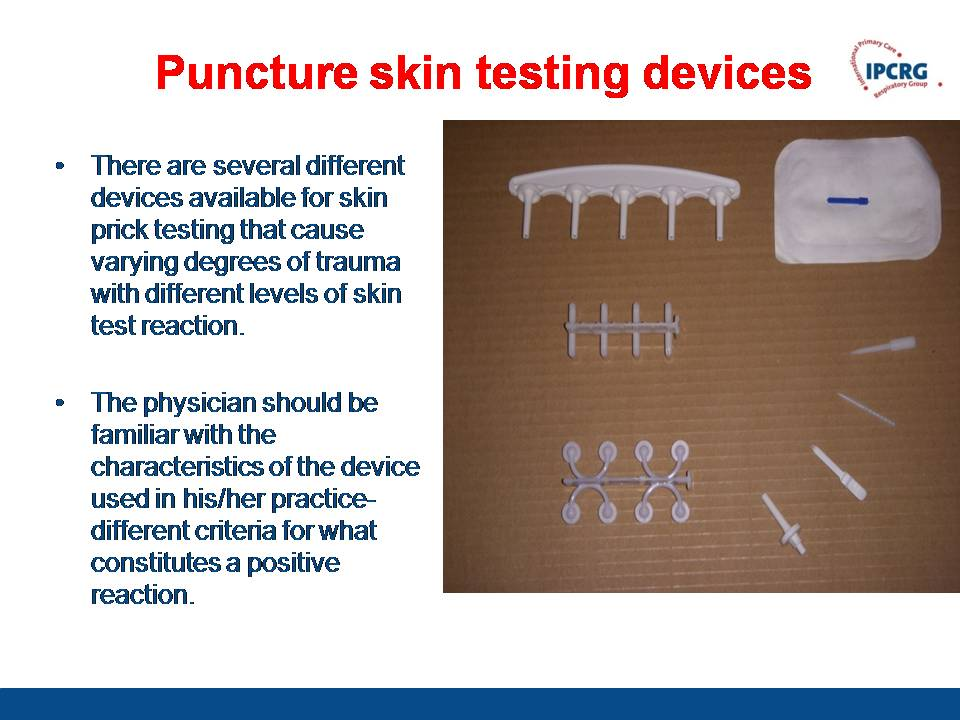 Puncture skin testing devices
International Primary Care
IPCRG
Respiratory Group
• There are several different
devices available for skin
prick testing that cause
varying degrees of trauma
with different levels of skin
test reaction.
• The physician should be
familiar with the
characteristics of the device
used in his/her practice-
different criteria for what
constitutes a positive
reaction.